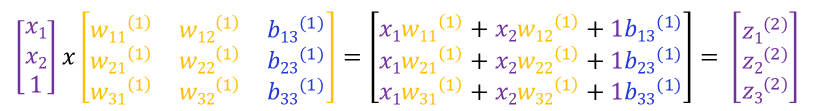 x₁ w₁₁⁽¹⁾ w₁₂⁽¹⁾ b₁₃⁽¹⁾ x₁w₁₁⁽¹⁾ + x₂w₁₂⁽¹⁾ + 1b₁₃⁽¹⁾ z₁⁽²⁾
x₂ x w₂₁⁽¹⁾ w₂₂⁽¹⁾ b₂₃⁽¹⁾ = x₁w₂₁⁽¹⁾ + x₂w₂₂⁽¹⁾ + 1b₂₃⁽¹⁾ = z₂⁽²⁾
1 w₃₁⁽¹⁾ w₃₂⁽¹⁾ b₃₃⁽¹⁾ x₁w₃₁⁽¹⁾ + x₂w₃₂⁽¹⁾ + 1b₃₃⁽¹⁾ z₃⁽²⁾